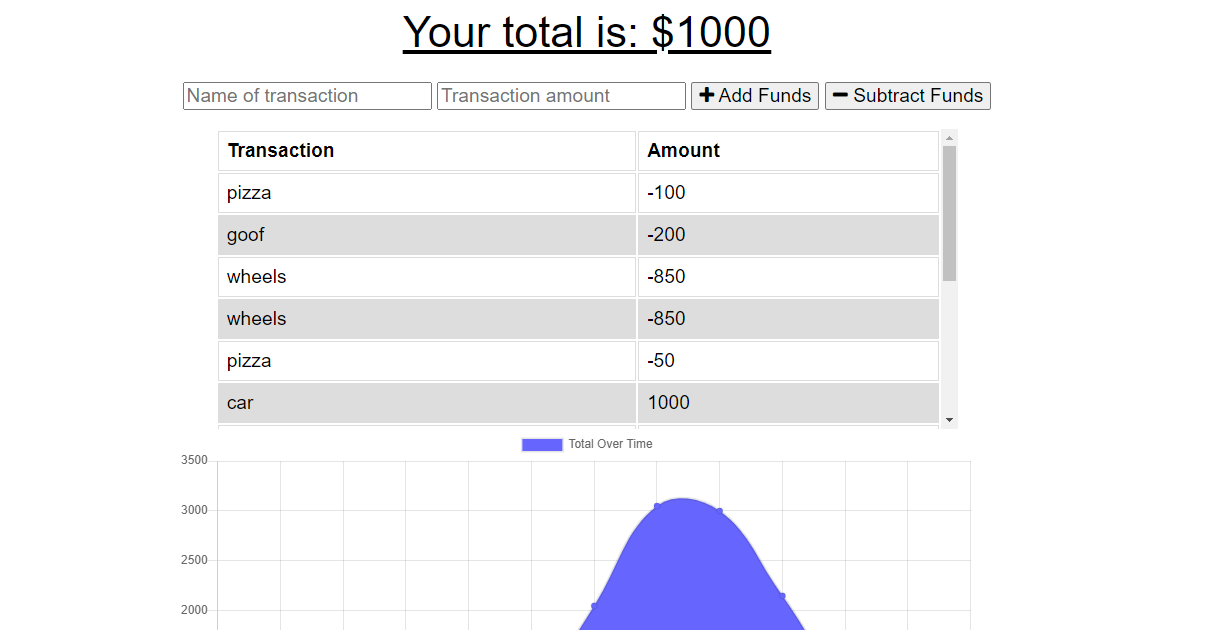 Your total is: $1000
Name of transaction Transaction amount Add Funds Subtract Funds
Transaction Amount
pizza -100
goof -200
wheels -850
wheels -850
pizza -50
car 1000
Total Over Time
3500
3000
2500
2000